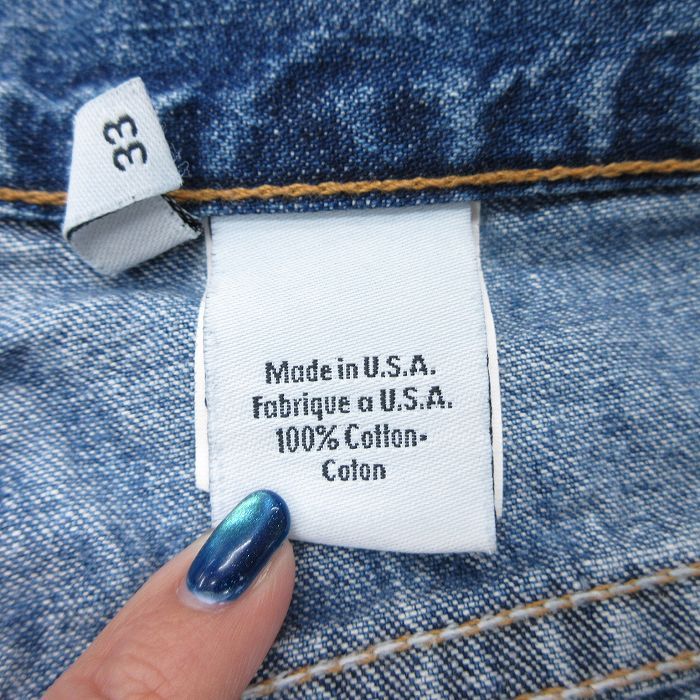 33
Made in U.S.A.
Fabrique a U.S.A.
100% Cotton-
Coton